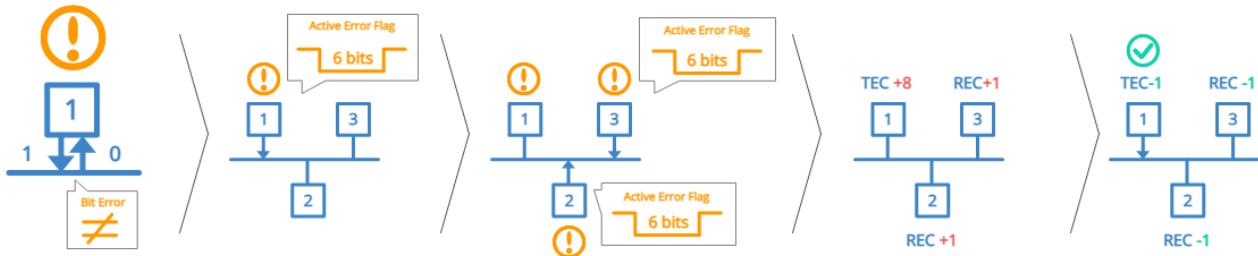 1
1 0
Bit Error
Active Error Flag
6 bits
1 3
2
Active Error Flag
6 bits
1 3
2
Active Error Flag
6 bits
TEC +8 REC+1
1 3
2
REC +1
TEC-1 REC -1
1 3
2
REC -1